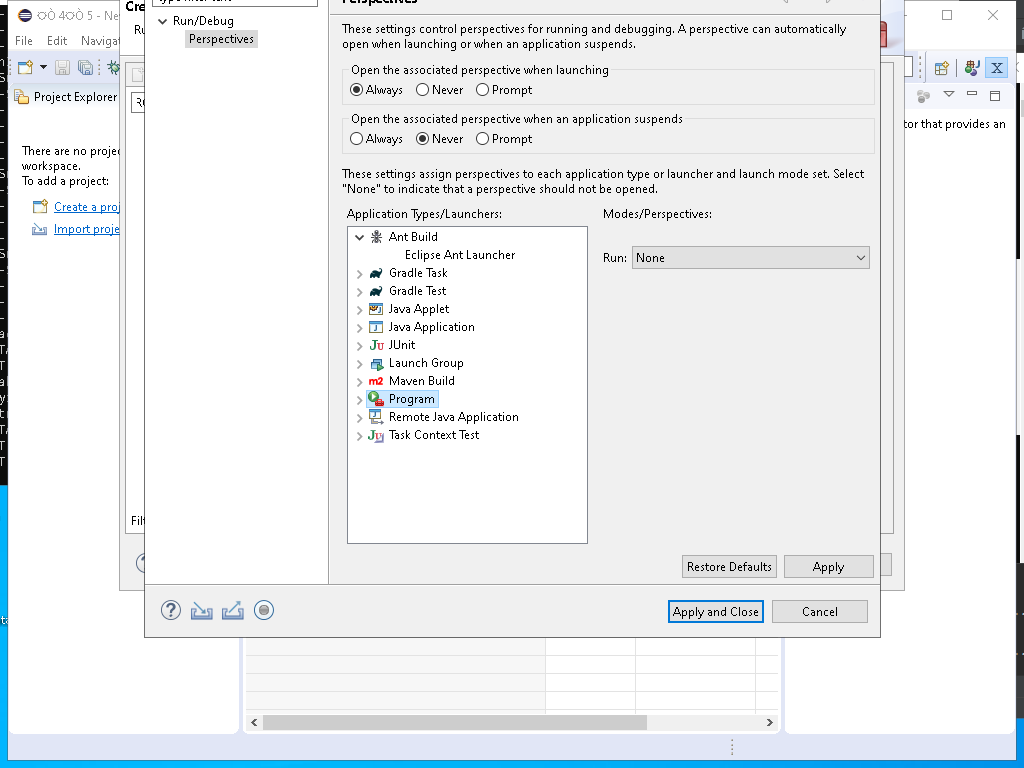 4
5 - Ne
Cre
File Edit Navigat
Ru
Project Explorer
There are no projec
workspace.
To add a project:
Create a proj
Import proje
Filt
Run/Debug
Perspectives
Perspectives
These settings control perspectives for running and debugging. A perspective can automatically
open when launching or when an application suspends.
Open the associated perspective when launching
Always Never Prompt
Open the associated perspective when an application suspends
Always Never Prompt
These settings assign perspectives to each application type or launcher and launch mode set. Select
"None" to indicate that a perspective should not be opened.
Application Types/Launchers:
Modes/Perspectives:
Ant Build
Eclipse Ant Launcher
Gradle Task
Gradle Test
Java Applet
Java Application
JUnit
Launch Group
Maven Build
Program
Remote Java Application
Task Context Test
Run: None
Restore Defaults Apply
Apply and Close Cancel
X
tor that provides an